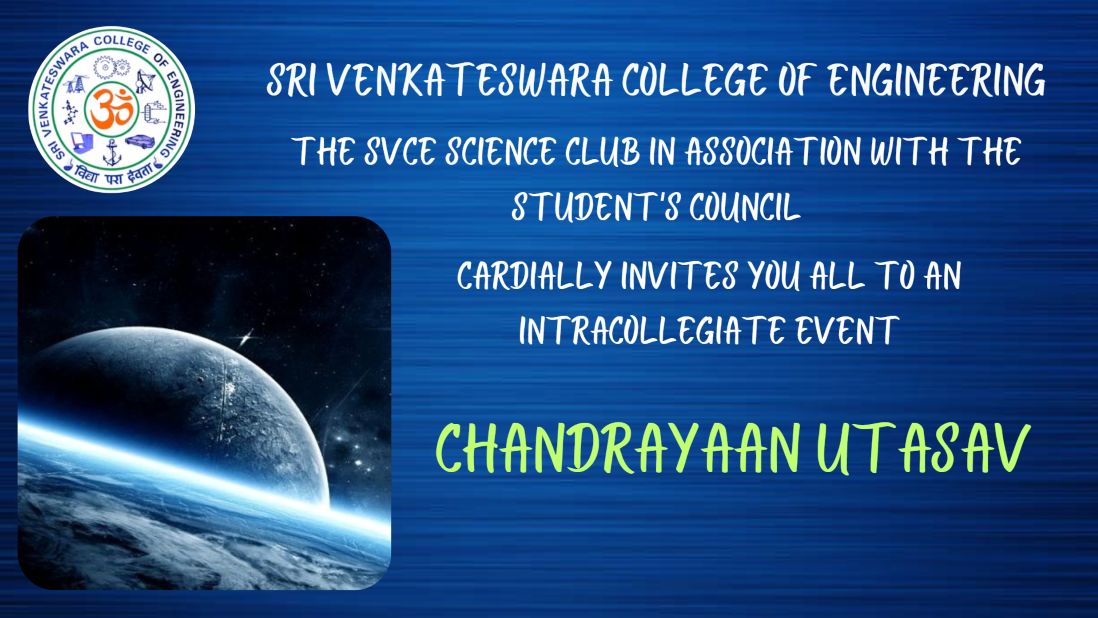 SRI VENKATESWARA COLLEGE OF ENGINEERING
विद्या परा देवता
SRI VENKATESWARA COLLEGE OF ENGINEERING
THE SVCE SCIENCE CLUB IN ASSOCIATION WITH THE
STUDENT'S COUNCIL
CARDIALLY INVITES YOU ALL TO AN
INTRACOLLEGIATE EVENT
CHANDRAYAAN UTASAV